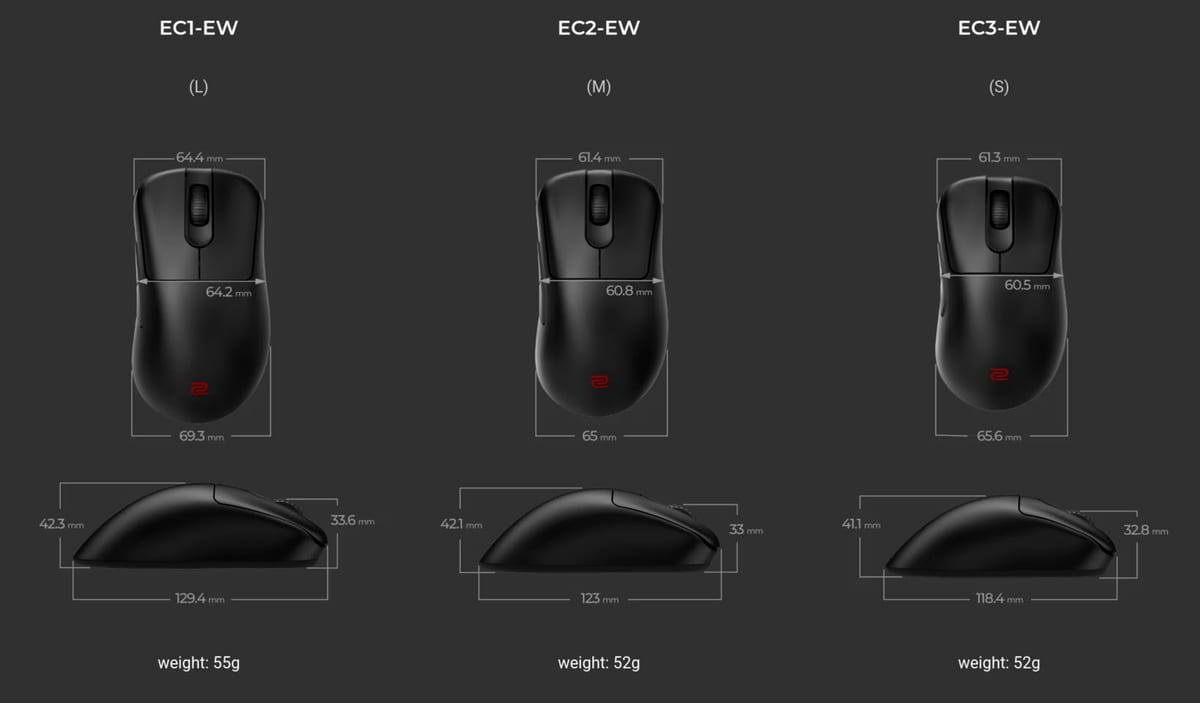 EC1-EW
(L)
64.4 mm
64.2 mm
69.3 mm
42.3 mm
33.6 mm
129.4 mm
weight: 55g
EC2-EW
(M)
61.4 mm
60.8 mm
65 mm
42.1 mm
33 mm
123 mm
weight: 52g
EC3-EW
(S)
61.3 mm
60.5 mm
65.6 mm
41.1 mm
32.8 mm
118.4 mm
weight: 52g